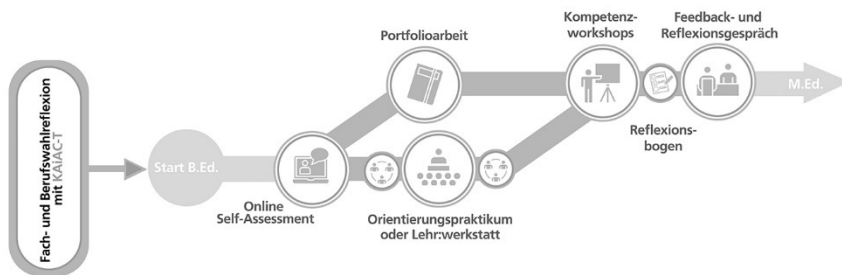 Fach- und Berufswahlreflexion
mit KAiAC-T
Start B.Ed.
Online
Self-Assessment
Portfolioarbeit
Orientierungspraktikum
oder Lehr:werkstatt
Kompetenz-
workshops
Reflexions-
bogen
Feedback- und
Reflexionsgespräch
M.Ed.